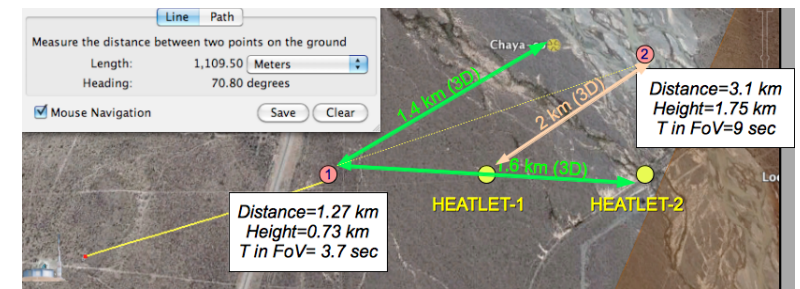 Line Path
Measure the distance between two points on the ground
Length: 1,109.50 Meters
Heading: 70.80 degrees
Mouse Navigation Save Clear
Chaya
2
1.4 km (3D)
2 km (3D)
Distance=3.1 km
Height=1.75 km
T in FoV=9 sec
1
1.6 km (3D)
HEATLET-1
HEATLET-2
Distance=1.27 km
Height=0.73 km
T in FoV= 3.7 sec